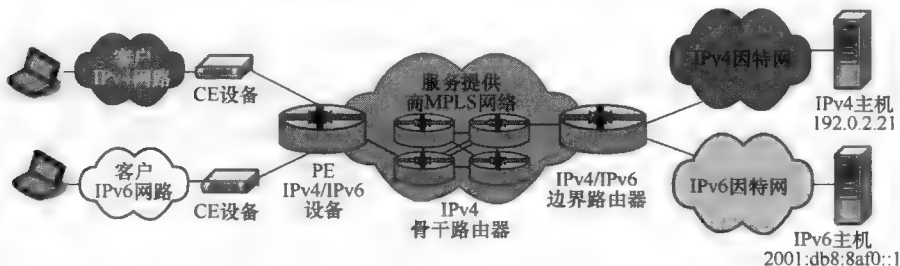 客户
IPv4网路
CE设备
客户
IPv6网路
CE设备
PE
IPv4/IPv6
设备
服务提供
商MPLS网络
IPv4
骨干路由器
IPv4/IPv6
边界路由器
IPv4因特网
IPv4主机
192.0.2.21
IPv6因特网
IPv6主机
2001:db8:8af0::1